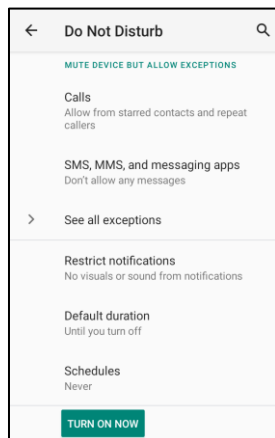 Do Not Disturb
MUTE DEVICE BUT ALLOW EXCEPTIONS
Calls
Allow from starred contacts and repeat
callers
SMS, MMS, and messaging apps
Don't allow any messages
See all exceptions
Restrict notifications
No visuals or sound from notifications
Default duration
Until you turn off
Schedules
Never
TURN ON NOW